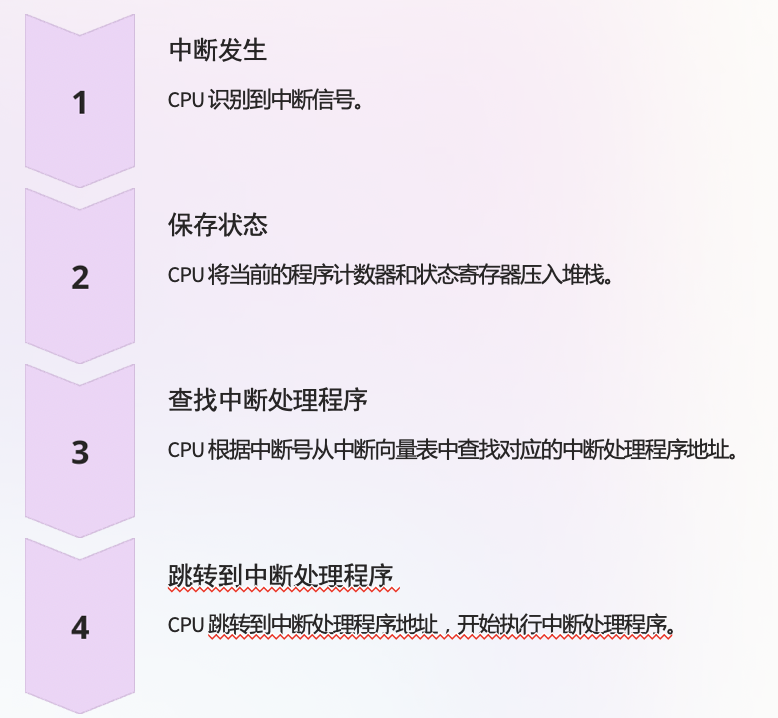 1
中断发生
CPU 识别到中断信号。
2
保存状态
CPU 将当前的程序计数器和状态寄存器压入堆栈。
3
查找中断处理程序
CPU 根据中断号从中断向量表中查找对应的中断处理程序地址。
4
跳转到中断处理程序
CPU 跳转到中断处理程序地址，开始执行中断处理程序。